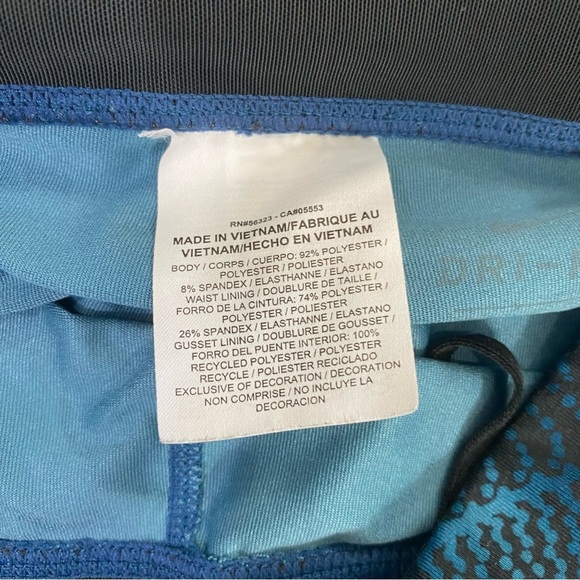 RN#56323 - CA#05553
MADE IN VIETNAM/FABRIQUE AU
VIETNAM/HECHO EN VIETNAM
BODY / CORPS / CUERPO: 92% POLYESTER /
POLYESTER / POLIESTER
8% SPANDEX / ELASTHANNE / ELASTANO
WAIST LINING / DOUBLURE DE TAILLE /
FORRO DE LA CINTURA: 74% POLYESTER /
POLYESTER / POLIESTER
26% SPANDEX / ELASTHANNE / ELASTANO
GUSSET LINING / DOUBLURE DE GOUSSET /
FORRO DEL PUENTE INTERIOR: 100%
RECYCLED POLYESTER / POLYESTER
RECYCLE / POLIESTER RECICLADO
EXCLUSIVE OF DECORATION / DECORATION
NON COMPRISE / NO INCLUYE LA
DECORACION
DRI-